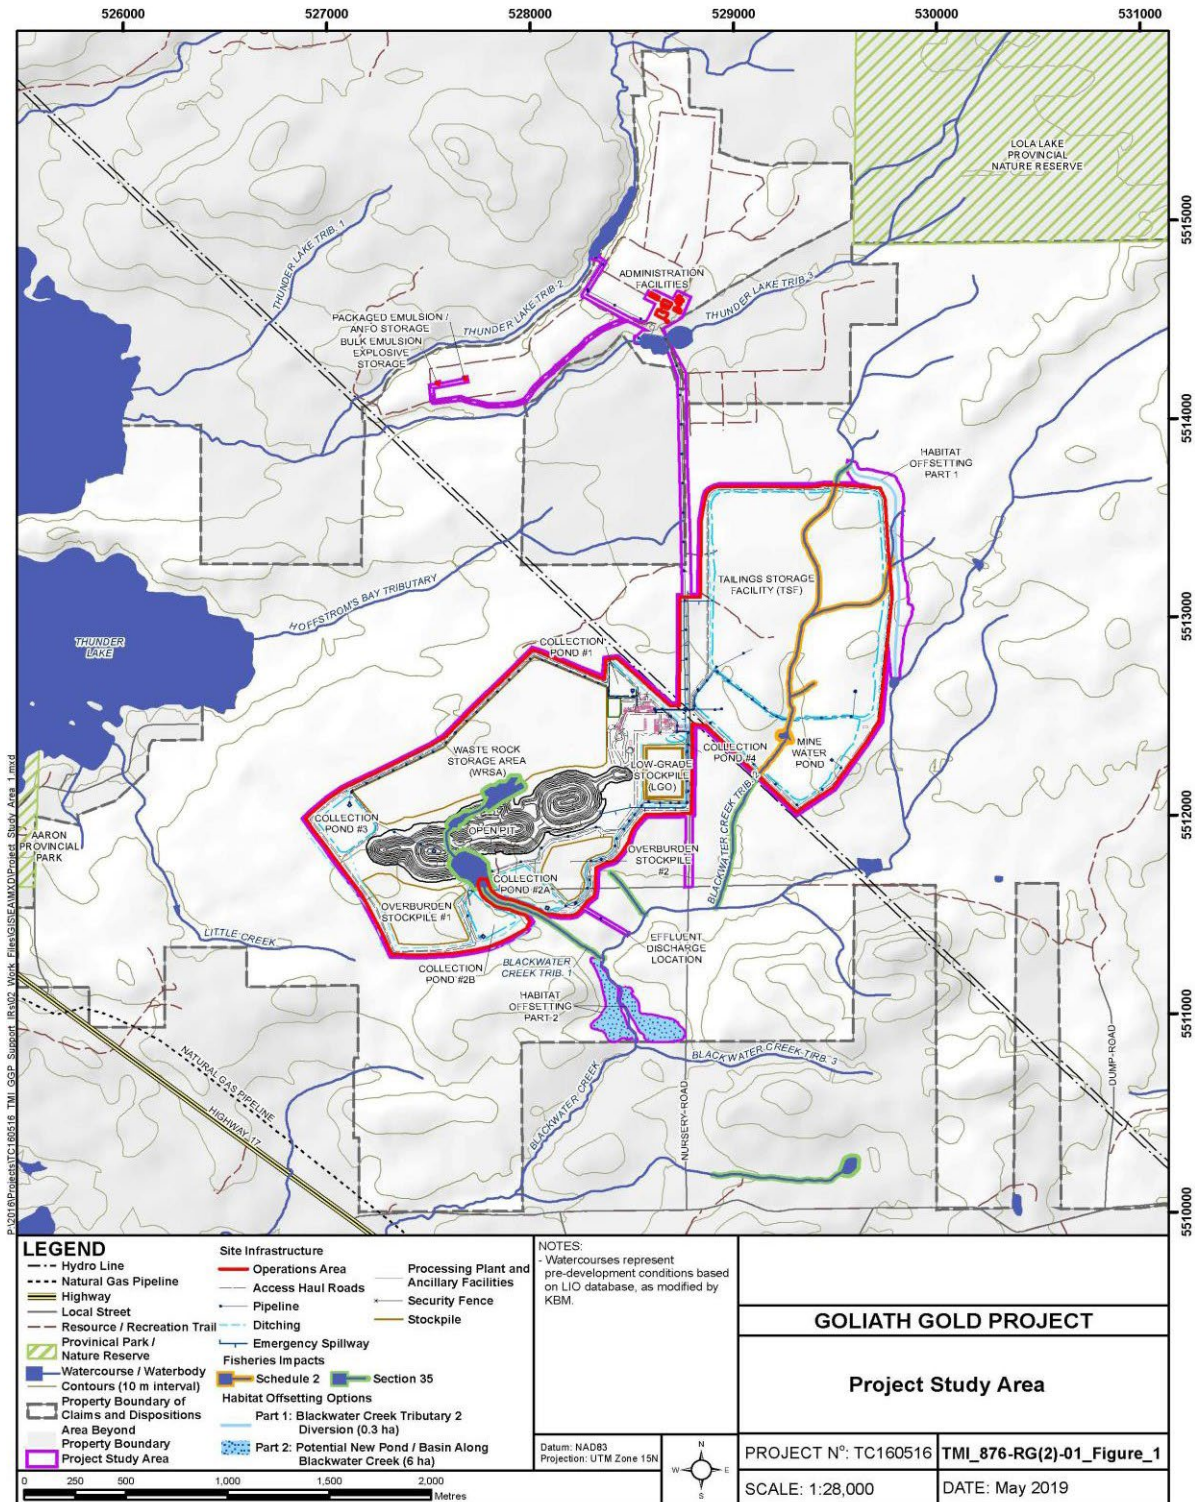 526000
527000
528000
529000
530000
531000
5515000
5514000
5513000
5512000
5511000
5510000
LOLA LAKE
PROVINCIAL
NATURE RESERVE
THUNDER LAKE TRIB. 1
THUNDER LAKE TRIB. 2
ADMINISTRATION
FACILITIES
THUNDER LAKE TRIB. 3
PACKAGED EMULSION /
ANFO STORAGE
BULK EMULSION
EXPLOSIVE
STORAGE
HABITAT
OFFSETTING
PART 1
TAILINGS STORAGE
FACILITY (TSF)
HOFFSTROM'S BAY TRIBUTARY
THUNDER
LAKE
COLLECTION
POND #1
WASTE ROCK
STORAGE AREA
(WRSA)
LOW-GRADE
STOCKPILE
(LGO)
COLLECTION
POND #4
MINE
WATER
POND
COLLECTION
POND #3
OPEN PIT
AARON
PROVINCIAL
PARK
OVERBURDEN
STOCKPILE
#2
BLACKWATER CREEK TRIB. 2
COLLECTION
POND #2A
OVERBURDEN
STOCKPILE #1
LITTLE CREEK
EFFLUENT
DISCHARGE
LOCATION
COLLECTION
POND #2B
BLACKWATER
CREEK TRIB. 1
HABITAT
OFFSETTING
PART 2
BLACKWATER CREEK TIRB. 3
BLACKWATER CREEK
NATURAL GAS PIPELINE
HIGHWAY 17
NURSERY ROAD
DUMP ROAD
P:\2016\Projects\TC160516_TMI_GGP_Support_IRs\02_Work_Files\GIS\EA\MXD\Project_Study_Area_1.mxd
LEGEND
Hydro Line
Natural Gas Pipeline
Highway
Local Street
Resource / Recreation Trail
Provinical Park /
Nature Reserve
Watercourse / Waterbody
Contours (10 m interval)
Property Boundary of
Claims and Dispositions
Area Beyond
Property Boundary
Project Study Area
Site Infrastructure
Operations Area
Access Haul Roads
Pipeline
Ditching
Emergency Spillway
Processing Plant and
Ancillary Facilities
Security Fence
Stockpile
Fisheries Impacts
Schedule 2
Section 35
Habitat Offsetting Options
Part 1: Blackwater Creek Tributary 2
Diversion (0.3 ha)
Part 2: Potential New Pond / Basin Along
Blackwater Creek (6 ha)
0 250 500 1,000 1,500 2,000
Metres
NOTES:
- Watercourses represent
pre-development conditions based
on LIO database, as modified by
KBM.
Datum: NAD83
Projection: UTM Zone 15N
N
W E
S
GOLIATH GOLD PROJECT
Project Study Area
PROJECT Nº: TC160516
TMI_876-RG(2)-01_Figure_1
SCALE: 1:28,000
DATE: May 2019